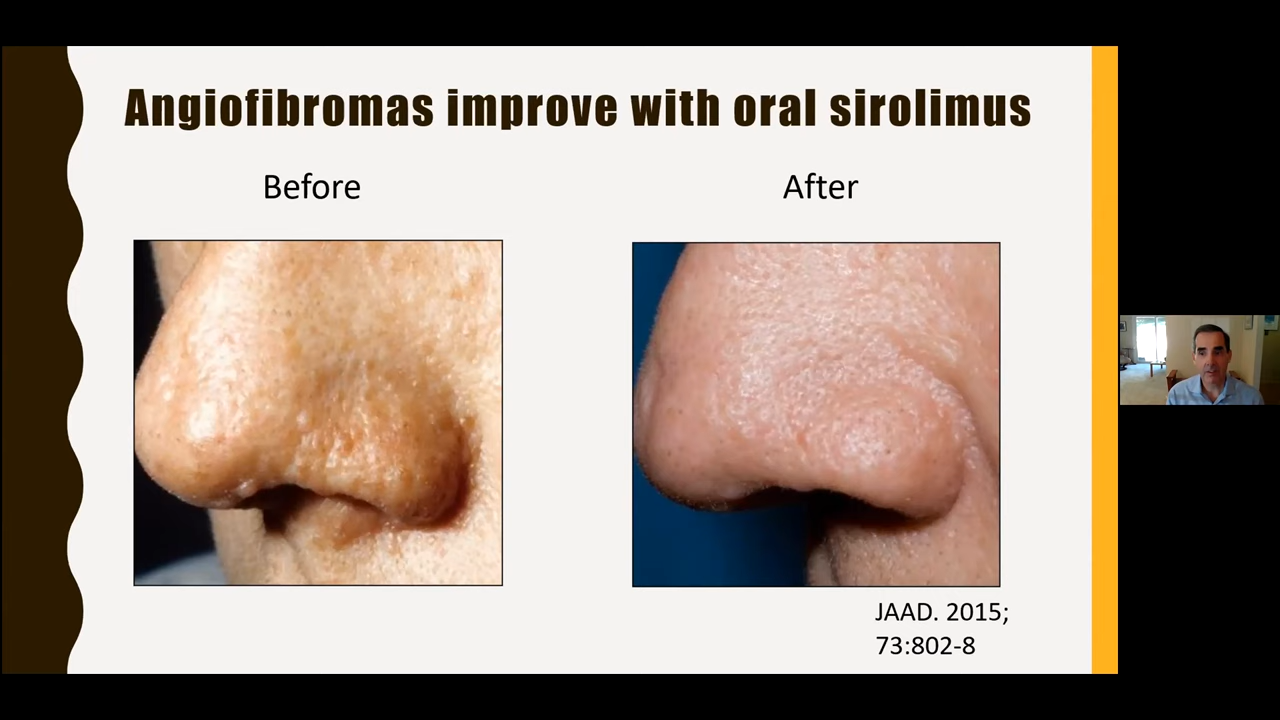 Angiofibromas improve with oral sirolimus
Before
After
JAAD. 2015;
73:802-8